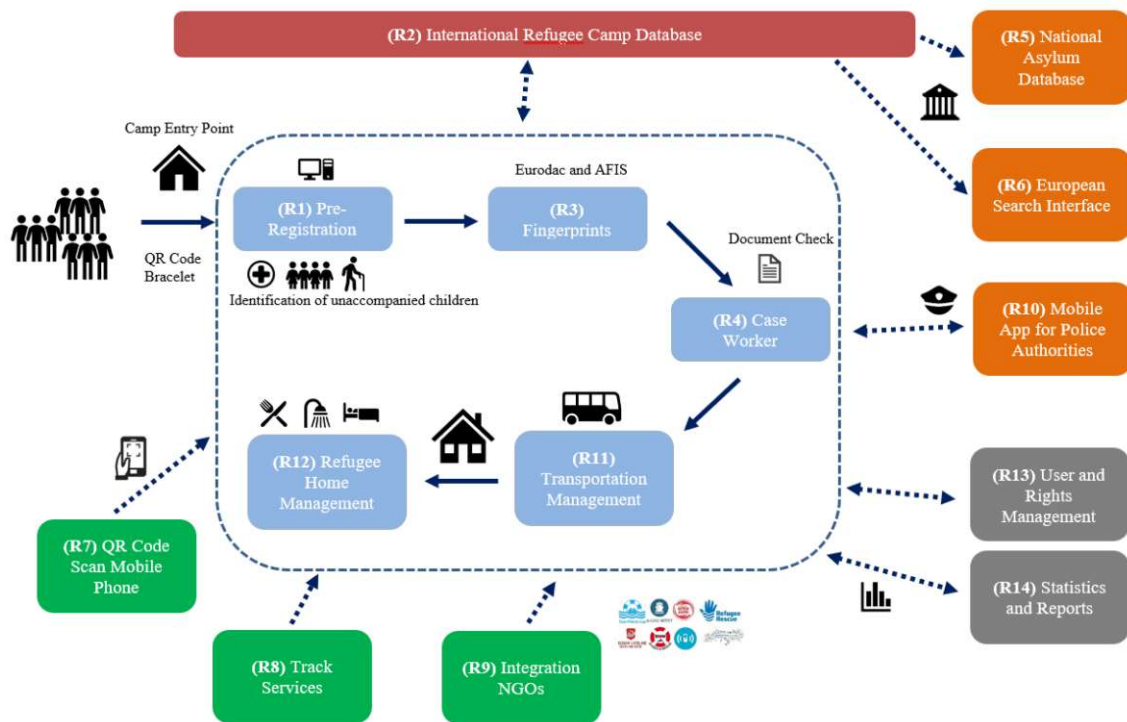 (R2) International Refugee Camp Database
(R5) National
Asylum
Database
Camp Entry Point
Eurodac and AFIS
(R1) Pre-
Registration
(R3)
Fingerprints
(R6) European
Search Interface
QR Code
Bracelet
Document Check
Identification of unaccompanied children
(R4) Case
Worker
(R10) Mobile
App for Police
Authorities
(R12) Refugee
Home
Management
(R11)
Transportation
Management
(R13) User and
Rights
Management
(R7) QR Code
Scan Mobile
Phone
(R14) Statistics
and Reports
Refugee
Rescue
(R8) Track
Services
(R9) Integration
NGOs